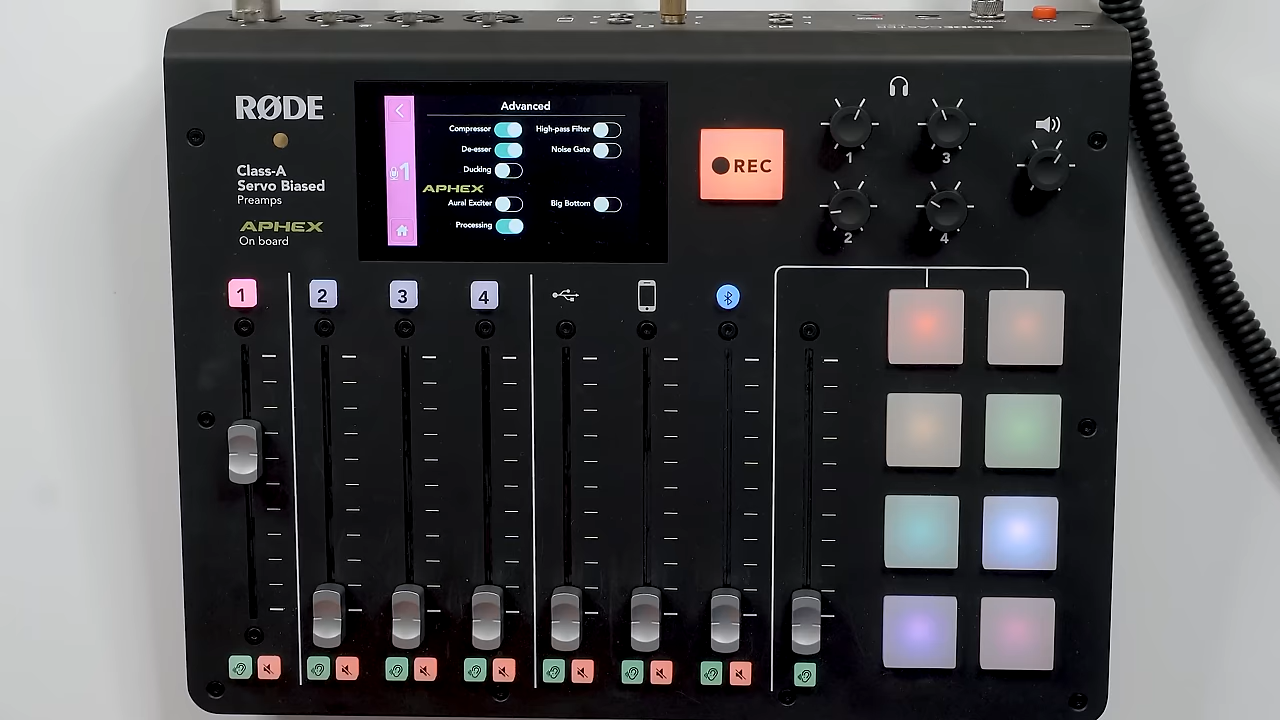 RØDE
Class-A
Servo Biased
Preamps
APHEX
On board
Advanced
1
Compressor
High-pass Filter
De-esser
Noise Gate
Ducking
APHEX
Aural Exciter
Big Bottom
Processing
REC
1
3
2
4
1
2
3
4